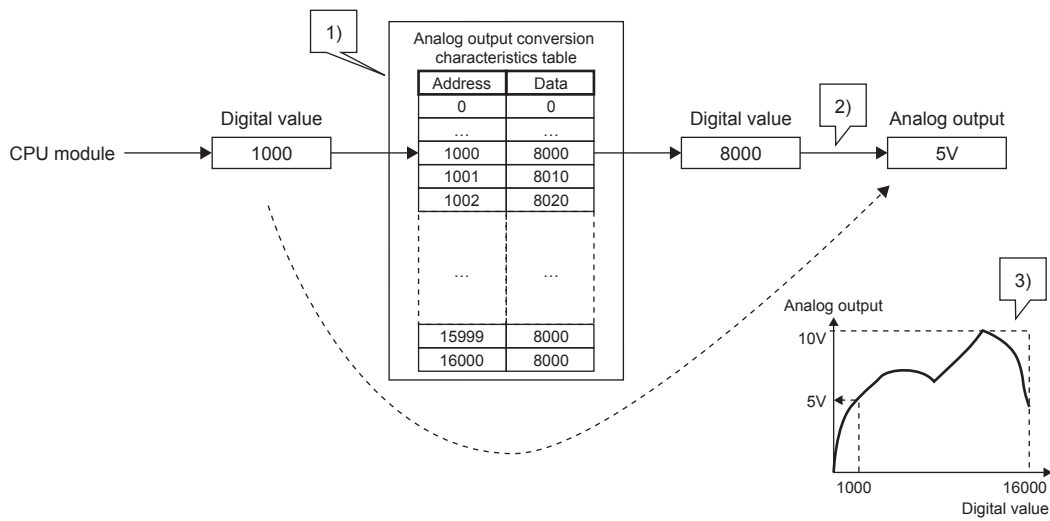 1)
Analog output conversion
characteristics table
Address Data
0 0
... ...
1000 8000
1001 8010
1002 8020
... ...
15999 8000
16000 8000
CPU module
Digital value
1000
Digital value
8000
2)
Analog output
5V
3)
Analog output
10V
5V
1000 16000
Digital value